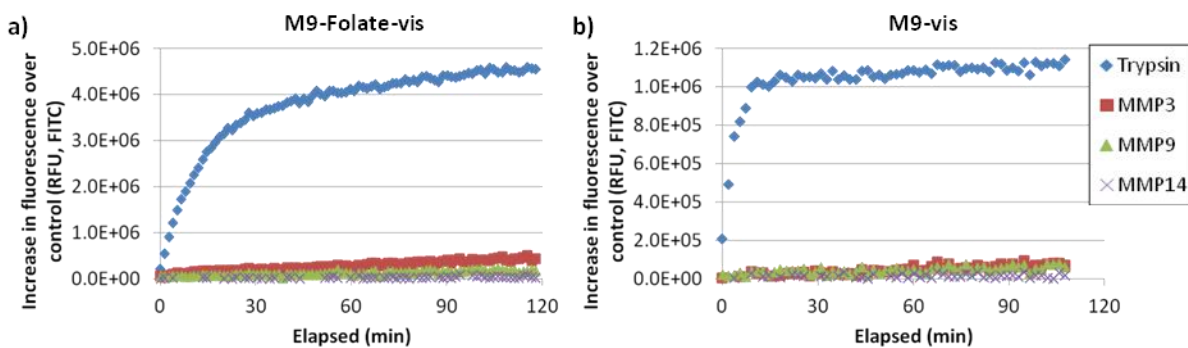 a)
M9-Folate-vis
Increase in fluorescence over
control (RFU, FITC)
5.0E+06
4.0E+06
3.0E+06
2.0E+06
1.0E+06
0.0E+00
0
30
60
90
120
Elapsed (min)
b)
M9-vis
Increase in fluorescence over
control (RFU, FITC)
1.2E+06
1.0E+06
8.0E+05
6.0E+05
4.0E+05
2.0E+05
0.0E+00
0
30
60
90
120
Elapsed (min)
Trypsin
MMP3
MMP9
MMP14